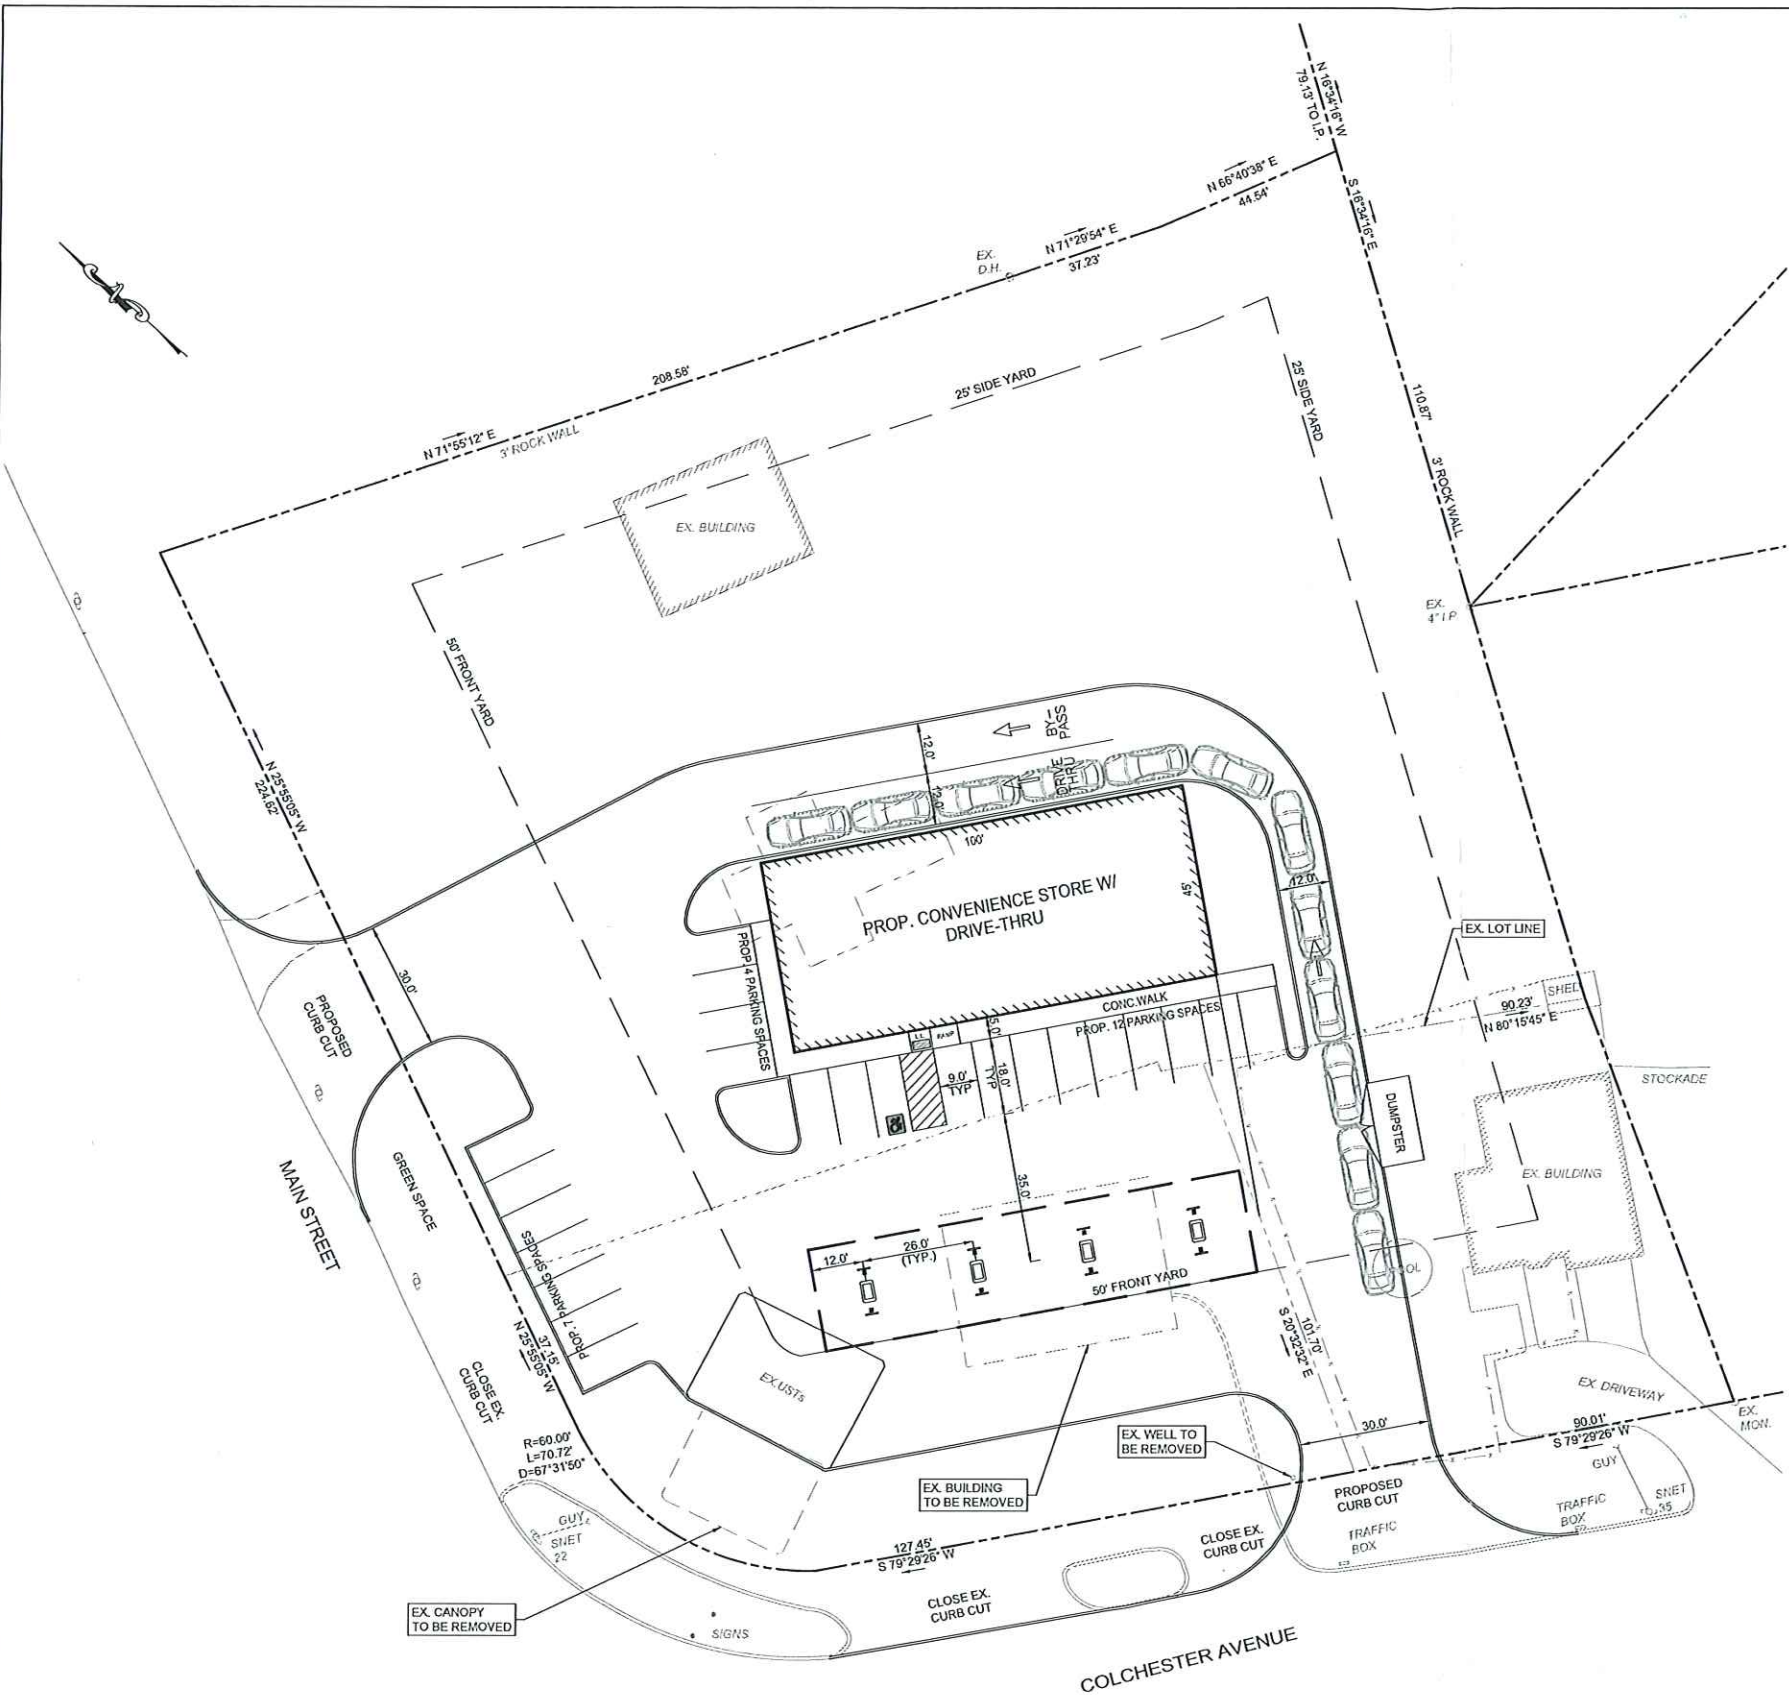 N 16°34'16" W
79.13' TO I.P.
N 66°40'38" E
44.54'
S 16°34'16" E
EX.
D.H.
N 71°29'54" E
37.23'
208.58'
25' SIDE YARD
25' SIDE YARD
110.87'
N 71°55'12" E
3' ROCK WALL
3' ROCK WALL
EX. BUILDING
EX.
4" I.P.
50' FRONT YARD
N 25°55'05" W
224.62'
BY-
PASS
12.0'
DRIVE
THRU
12.0'
100'
45'
12.0'
PROP. CONVENIENCE STORE W/
DRIVE-THRU
EX. LOT LINE
PROP. 4 PARKING SPACES
30.0'
PROPOSED
CURB CUT
CONC. WALK
PROP. 12 PARKING SPACES
5.0'
RAMP
9.0'
TYP
18.0'
TYP
SHED
90.23'
N 80°15'45" E
STOCKADE
DUMPSTER
EX. BUILDING
MAIN STREET
GREEN SPACE
35.0'
12.0'
26.0'
(TYP.)
50' FRONT YARD
PROP. 7 PARKING SPACES
37.15'
N 25°55'05" W
101.70'
S 20°32'32" E
EX.USTs
CLOSE EX.
CURB CUT
EX. DRIVEWAY
EX.
MON.
R=60.00'
L=70.72'
D=67°31'50"
EX. WELL TO
BE REMOVED
30.0'
90.01'
S 79°29'26" W
GUY
SNET
35
EX. BUILDING
TO BE REMOVED
PROPOSED
CURB CUT
TRAFFIC
BOX
TRAFFIC
BOX
GUY
SNET
22
127.45'
S 79°29'26" W
CLOSE EX.
CURB CUT
CLOSE EX.
CURB CUT
EX. CANOPY
TO BE REMOVED
SIGNS
COLCHESTER AVENUE